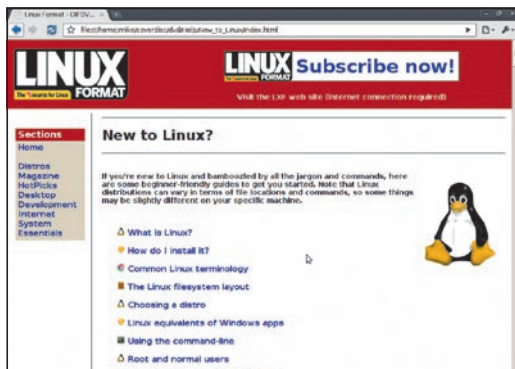 Linux Format - LXFDV...
New_to_Linux/index.html
LINUX
FORMAT
The #1 source for Linux
LINUX
FORMAT
Subscribe now!
Visit the LXF web site (Internet connection required)
Sections
Home
Distros
Magazine
HotPicks
Desktop
Development
Internet
System
Essentials
New to Linux?
If you're new to Linux and bamboozled by all the jargon and commands, here
are some beginner-friendly guides to get you started. Note that Linux
distributions can vary in terms of file locations and commands, so some things
may be slightly different on your specific machine.
What is Linux?
How do I install it?
Common Linux terminology
The Linux filesystem layout
Choosing a distro
Linux equivalents of Windows apps
Using the command-line
Root and normal users